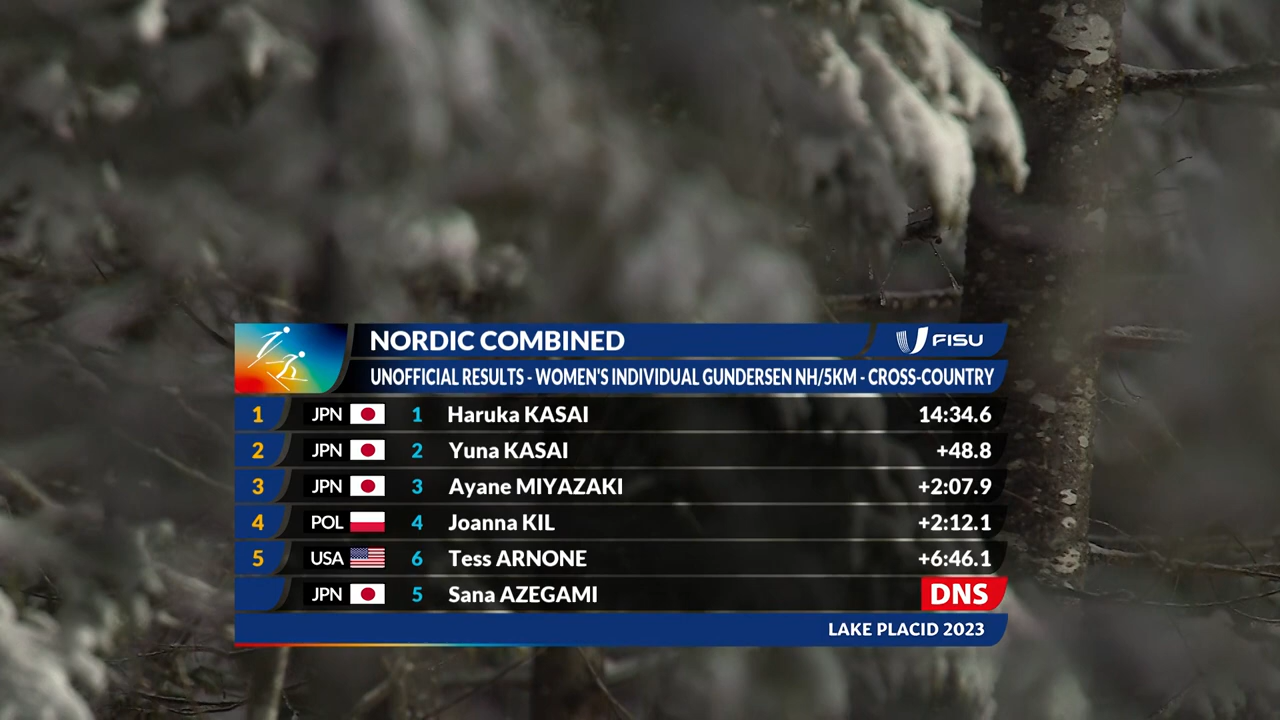 NORDIC COMBINED
FISU
UNOFFICIAL RESULTS - WOMEN'S INDIVIDUAL GUNDERSEN NH/5KM - CROSS-COUNTRY
1 JPN 1 Haruka KASAI 14:34.6
2 JPN 2 Yuna KASAI +48.8
3 JPN 3 Ayane MIYAZAKI +2:07.9
4 POL 4 Joanna KIL +2:12.1
5 USA 6 Tess ARNONE +6:46.1
JPN 5 Sana AZEGAMI DNS
LAKE PLACID 2023